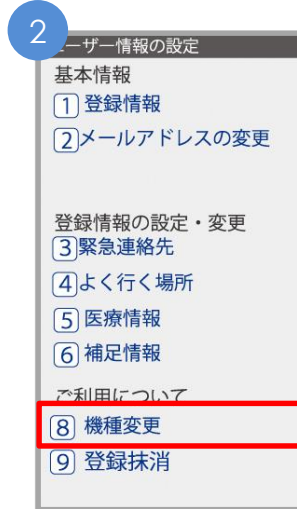 2
ーザー情報の設定
基本情報
1 登録情報
2 メールアドレスの変更
登録情報の設定・変更
3 緊急連絡先
4 よく行く場所
5 医療情報
6 補足情報
ご利用について
8 機種変更
9 登録抹消